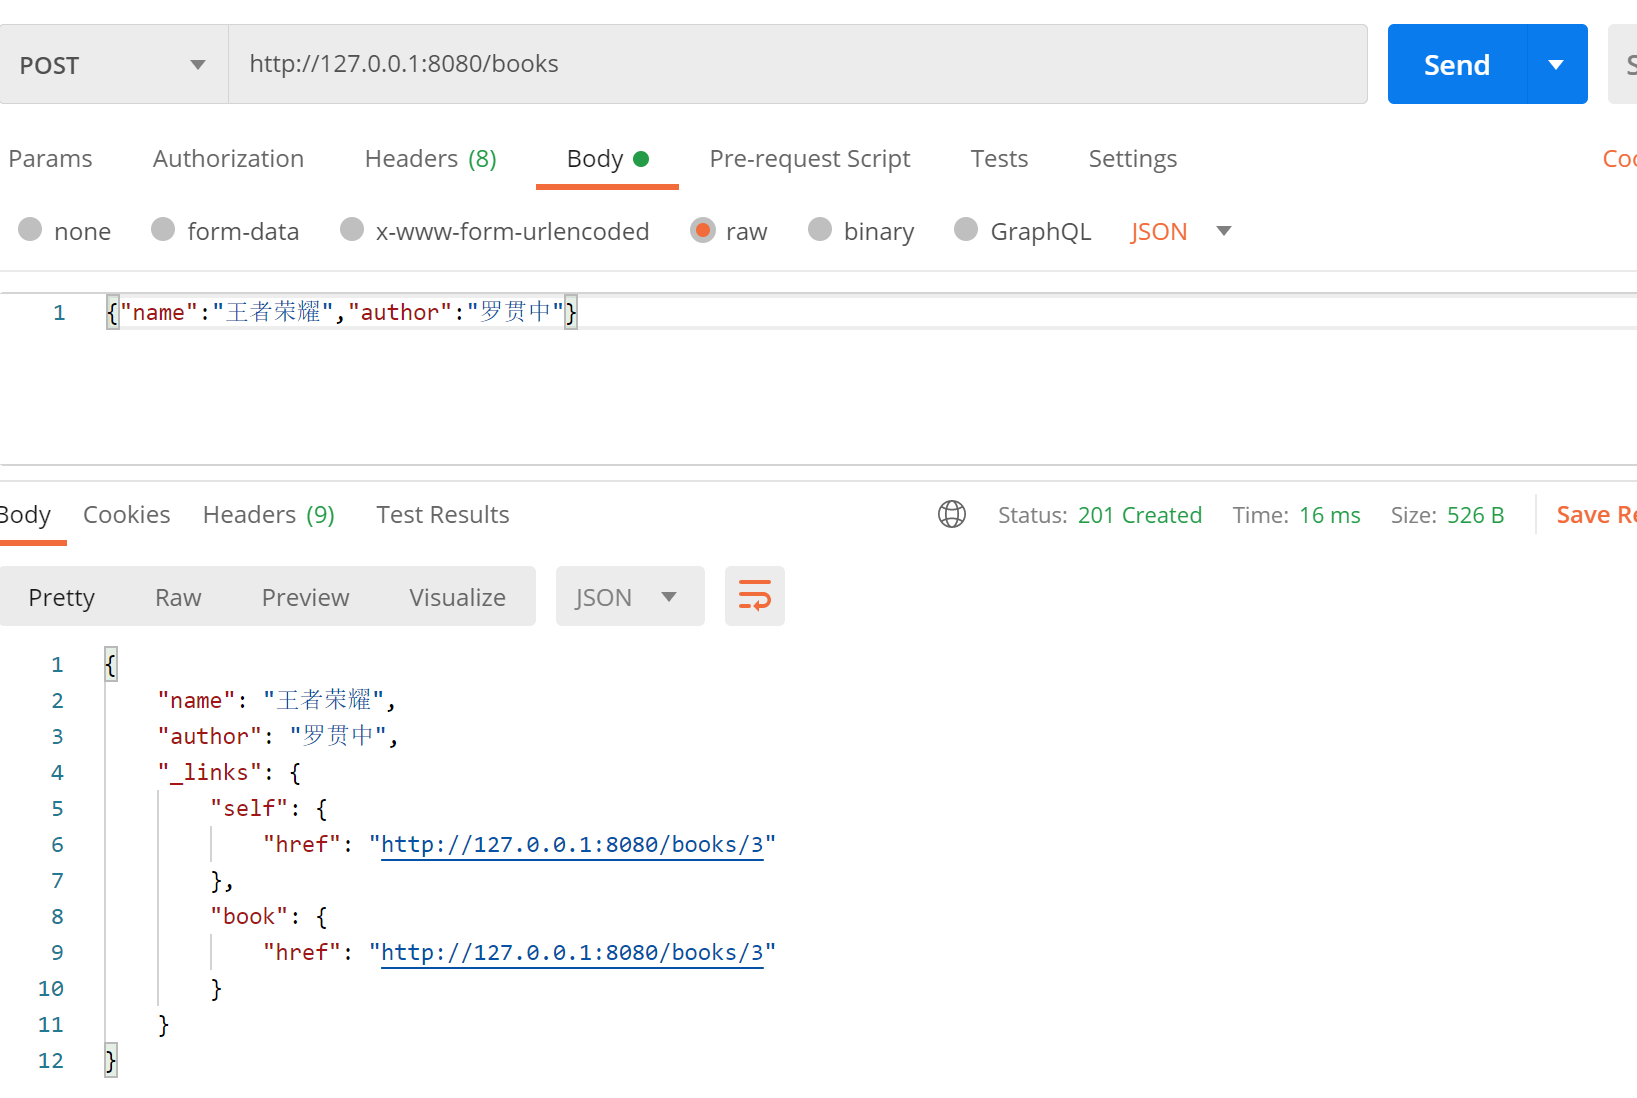 POST http://127.0.0.1:8080/books Send
Params Authorization Headers (8) Body Pre-request Script Tests Settings
none form-data x-www-form-urlencoded raw binary GraphQL JSON
1 {"name":"王者荣耀","author":"罗贯中"}
Body Cookies Headers (9) Test Results Status: 201 Created Time: 16 ms Size: 526 B Save
Pretty Raw Preview Visualize JSON
1 {
2 "name": "王者荣耀",
3 "author": "罗贯中",
4 "_links": {
5 "self": {
6 "href": "http://127.0.0.1:8080/books/3"
7 },
8 "book": {
9 "href": "http://127.0.0.1:8080/books/3"
10 }
11 }
12 }